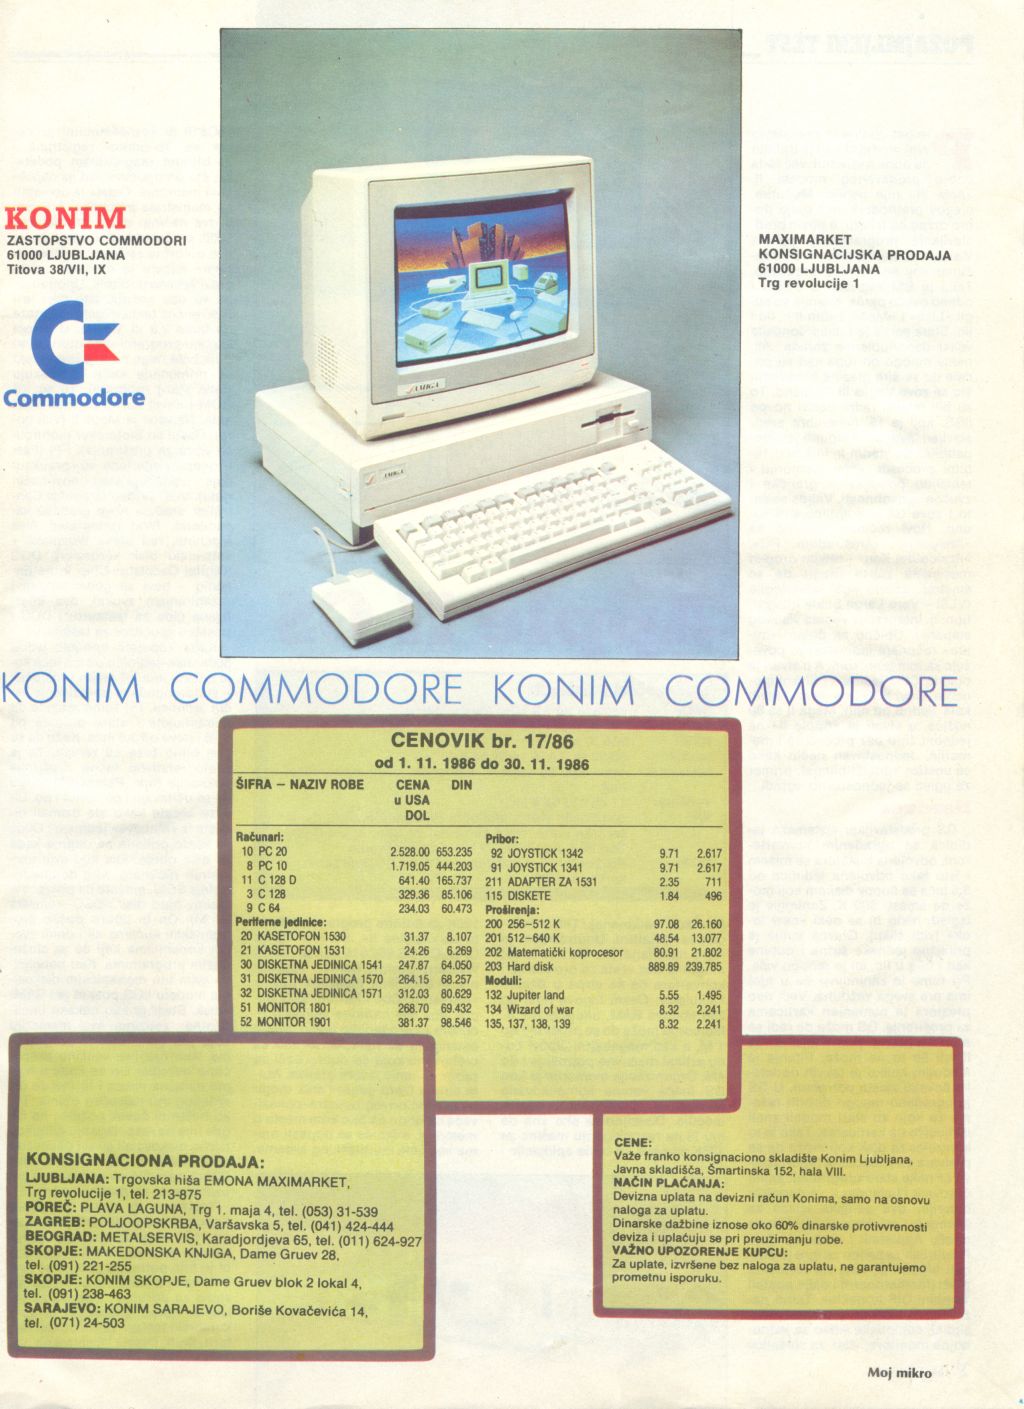 KONIM
ZASTOPSTVO COMMODORI
61000 LJUBLJANA
Titova 38/VII, IX
Commodore
MAXIMARKET
KONSIGNACIJSKA PRODAJA
61000 LJUBLJANA
Trg revolucije 1
AMIGA
AMIGA
KONIM COMMODORE KONIM COMMODORE
CENOVIK br. 17/86
od 1. 11. 1986 do 30. 11. 1986
ŠIFRA – NAZIV ROBE CENA DIN
u USA
DOL
Računari:
10 PC 20 2.528.00 653.235
8 PC 10 1.719.05 444.203
11 C 128 D 641.40 165.737
3 C 128 329.36 85.106
9 C 64 234.03 60.473
Periferne jedinice:
20 KASETOFON 1530 31.37 8.107
21 KASETOFON 1531 24.26 6.269
30 DISKETNA JEDINICA 1541 247.87 64.050
31 DISKETNA JEDINICA 1570 264.15 68.257
32 DISKETNA JEDINICA 1571 312.03 80.629
51 MONITOR 1801 268.70 69.432
52 MONITOR 1901 381.37 98.546
Pribor:
92 JOYSTICK 1342 9.71 2.617
91 JOYSTICK 1341 9.71 2.617
211 ADAPTER ZA 1531 2.35 711
115 DISKETE 1.84 496
Proširenja:
200 256–512 K 97.08 26.160
201 512–640 K 48.54 13.077
202 Matematički koprocesor 80.91 21.802
203 Hard disk 889.89 239.785
Moduli:
132 Jupiter land 5.55 1.495
134 Wizard of war 8.32 2.241
135, 137, 138, 139 8.32 2.241
KONSIGNACIONA PRODAJA:
LJUBLJANA: Trgovska hiša EMONA MAXIMARKET,
Trg revolucije 1, tel. 213-875
POREČ: PLAVA LAGUNA, Trg 1. maja 4, tel. (053) 31-539
ZAGREB: POLJOOPSKRBA, Varšavska 5, tel. (041) 424-444
BEOGRAD: METALSERVIS, Karadjordjeva 65, tel. (011) 624-927
SKOPJE: MAKEDONSKA KNJIGA, Dame Gruev 28,
tel. (091) 221-255
SKOPJE: KONIM SKOPJE, Dame Gruev blok 2 lokal 4,
tel. (091) 238-463
SARAJEVO: KONIM SARAJEVO, Boriše Kovačevića 14,
tel. (071) 24-503
CENE:
Važe franko konsignaciono skladište Konim Ljubljana,
Javna skladišča, Šmartinska 152, hala VIII.
NAČIN PLAĆANJA:
Devizna uplata na devizni račun Konima, samo na osnovu
naloga za uplatu.
Dinarske dažbine iznose oko 60% dinarske protivvrenosti
deviza i uplaćuju se pri preuzimanju robe.
VAŽNO UPOZORENJE KUPCU:
Za uplate, izvršene bez naloga za uplatu, ne garantujemo
prometnu isporuku.
Moj mikro